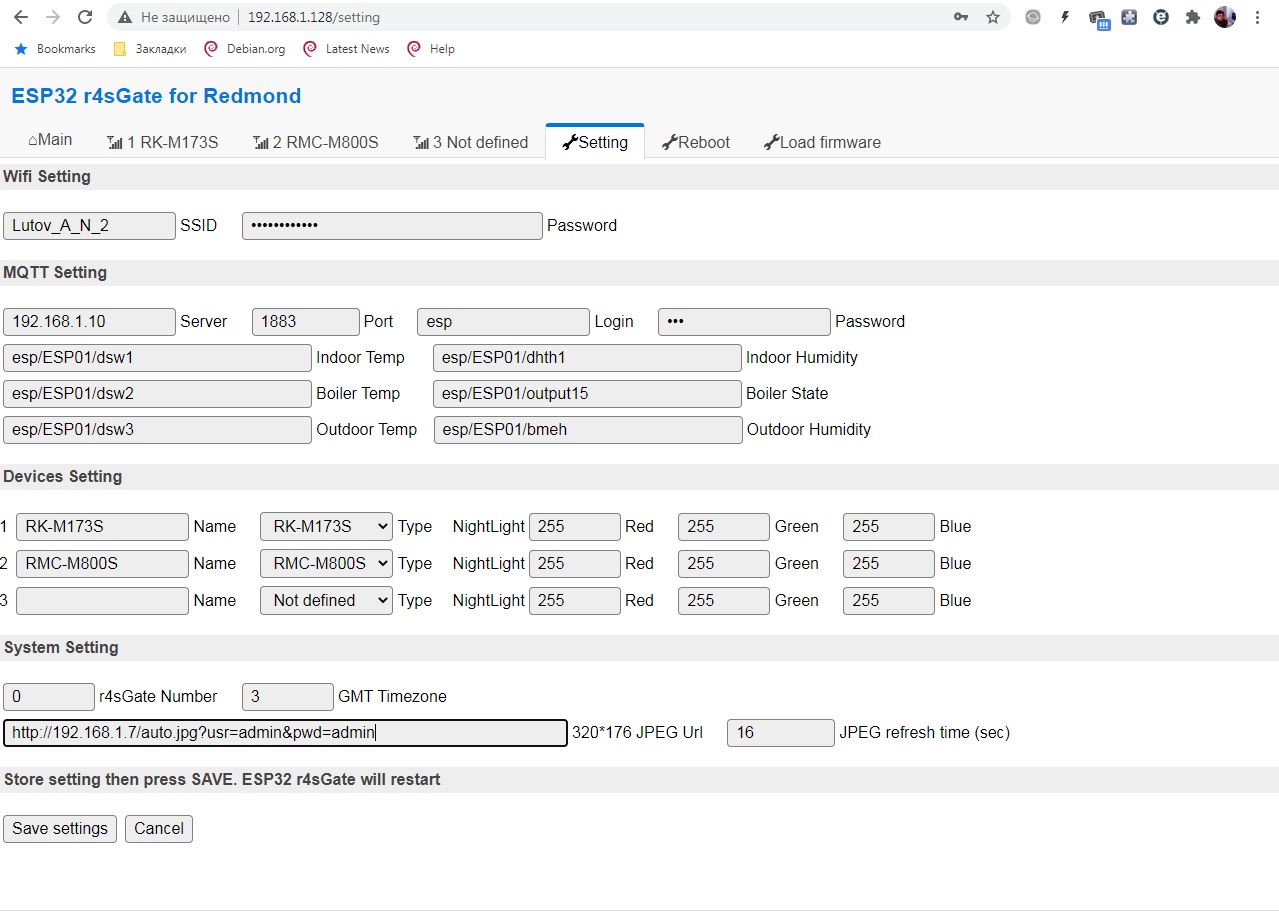 Не защищено 192.168.1.128/setting
Bookmarks Закладки Debian.org Latest News Help
ESP32 r4sGate for Redmond
Main 1 RK-M173S 2 RMC-M800S 3 Not defined Setting Reboot Load firmware
Wifi Setting
Lutov_A_N_2 SSID •••••••••••• Password
MQTT Setting
192.168.1.10 Server 1883 Port esp Login ••• Password
esp/ESP01/dsw1 Indoor Temp esp/ESP01/dhth1 Indoor Humidity
esp/ESP01/dsw2 Boiler Temp esp/ESP01/output15 Boiler State
esp/ESP01/dsw3 Outdoor Temp esp/ESP01/bmeh Outdoor Humidity
Devices Setting
1 RK-M173S Name RK-M173S Type NightLight 255 Red 255 Green 255 Blue
2 RMC-M800S Name RMC-M800S Type NightLight 255 Red 255 Green 255 Blue
3 Name Not defined Type NightLight 255 Red 255 Green 255 Blue
System Setting
0 r4sGate Number 3 GMT Timezone
http://192.168.1.7/auto.jpg?usr=admin&pwd=admin 320*176 JPEG Url 16 JPEG refresh time (sec)
Store setting then press SAVE. ESP32 r4sGate will restart
Save settings Cancel